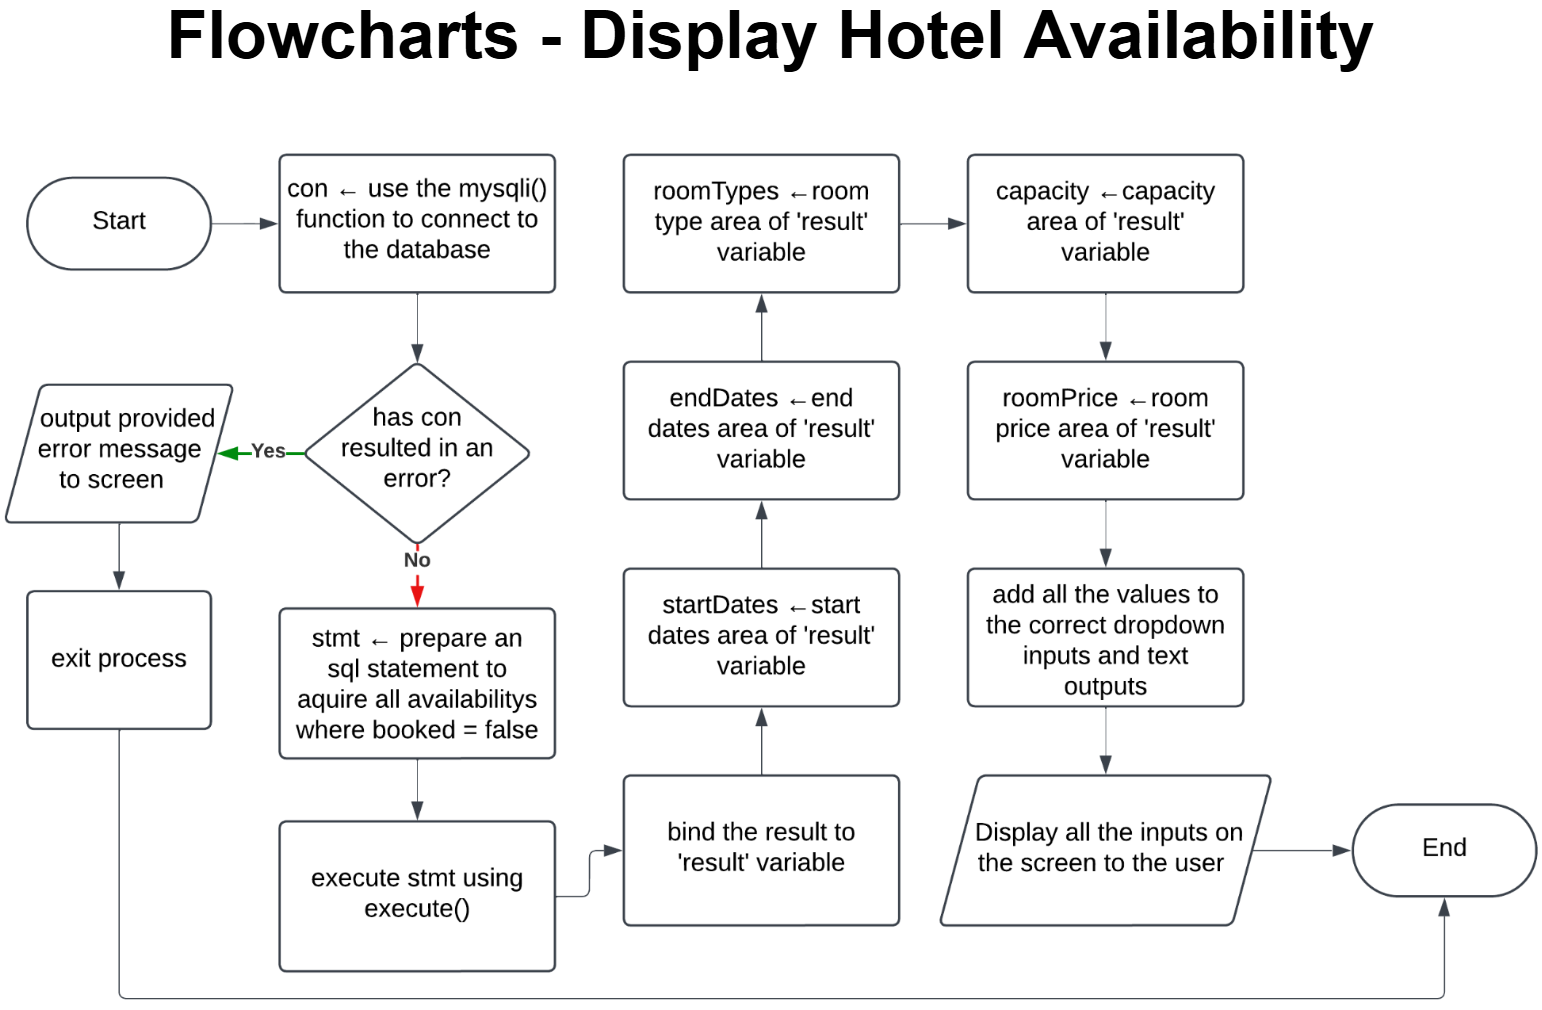 Flowcharts - Display Hotel Availability
Start
con ← use the mysqli()
function to connect to
the database
has con
resulted in an
error?
Yes
output provided
error message
to screen
exit process
No
stmt ← prepare an
sql statement to
aquire all availabilitys
where booked = false
execute stmt using
execute()
bind the result to
'result' variable
startDates ←start
dates area of 'result'
variable
endDates ←end
dates area of 'result'
variable
roomTypes ←room
type area of 'result'
variable
capacity ←capacity
area of 'result'
variable
roomPrice ←room
price area of 'result'
variable
add all the values to
the correct dropdown
inputs and text
outputs
Display all the inputs on
the screen to the user
End